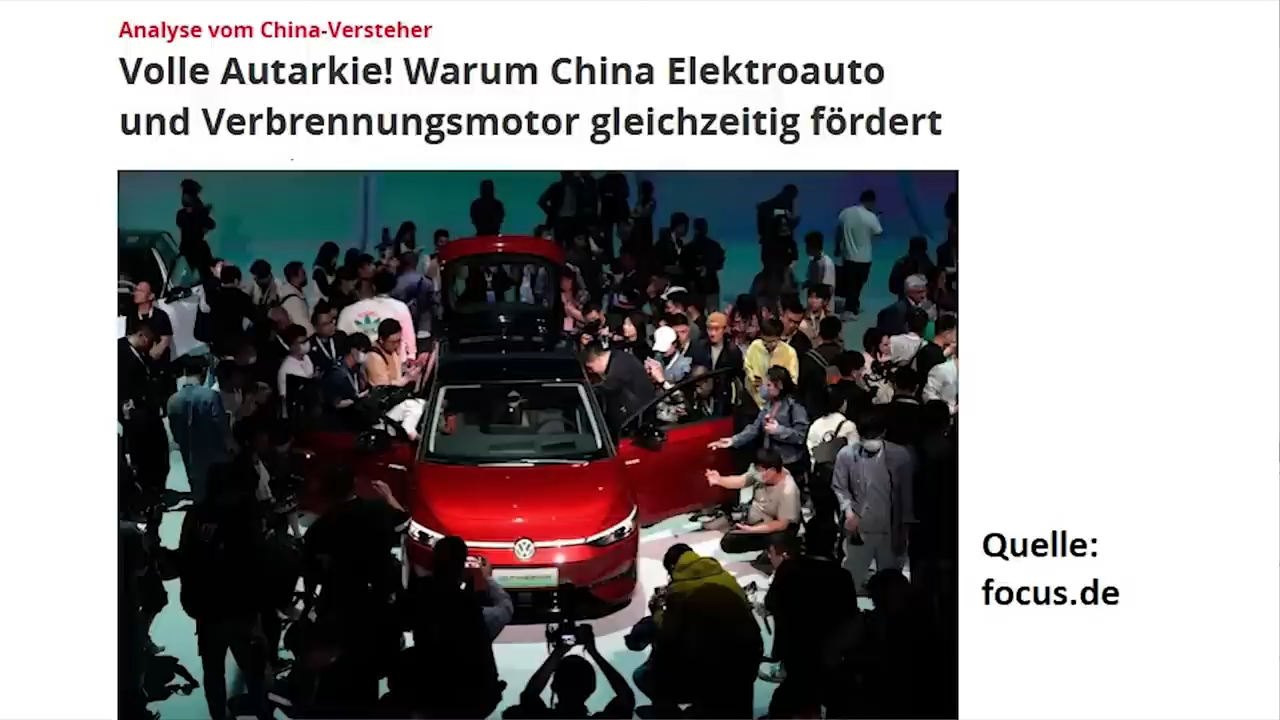 Analyse vom China-Versteher
Volle Autarkie! Warum China Elektroauto
und Verbrennungsmotor gleichzeitig fördert
Quelle:
focus.de